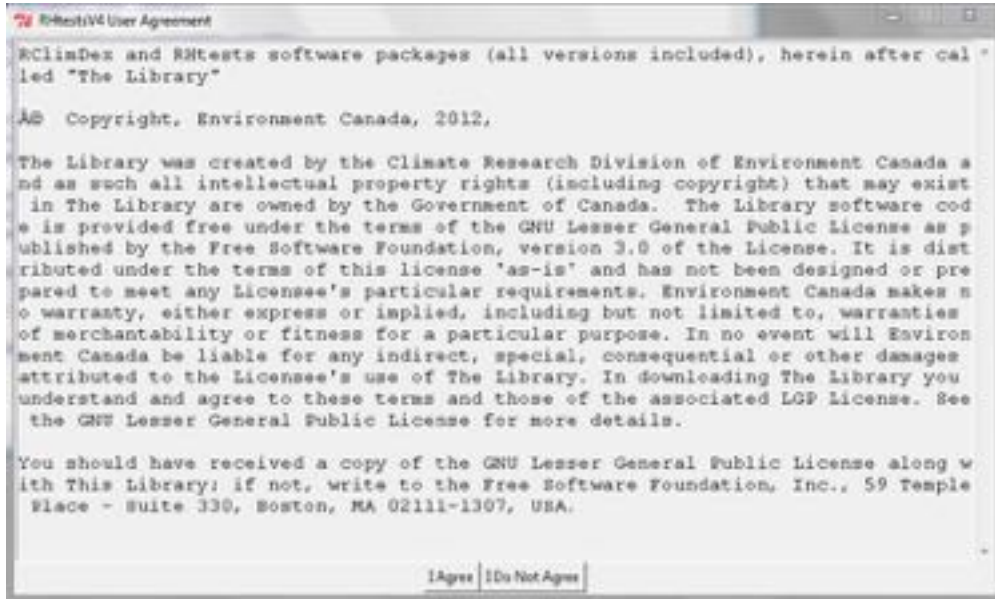 RHtestsV4 User Agreement
RClimDex and RHtests software packages (all versions included), herein after cal
led "The Library"
Â© Copyright, Environment Canada, 2012,
The Library was created by the Climate Research Division of Environment Canada a
nd as such all intellectual property rights (including copyright) that may exist
in The Library are owned by the Government of Canada. The Library software cod
e is provided free under the terms of the GNU Lesser General Public License as p
ublished by the Free Software Foundation, version 3.0 of the License. It is dist
ributed under the terms of this license 'as-is' and has not been designed or pre
pared to meet any Licensee's particular requirements. Environment Canada makes n
o warranty, either express or implied, including but not limited to, warranties
of merchantability or fitness for a particular purpose. In no event will Environ
ment Canada be liable for any indirect, special, consequential or other damages
attributed to the Licensee's use of The Library. In downloading The Library you
understand and agree to these terms and those of the associated LGP License. See
the GNU Lesser General Public License for more details.
You should have received a copy of the GNU Lesser General Public License along w
ith This Library; if not, write to the Free Software Foundation, Inc., 59 Temple
Place - Suite 330, Boston, MA 02111-1307, USA.
I Agree I Do Not Agree